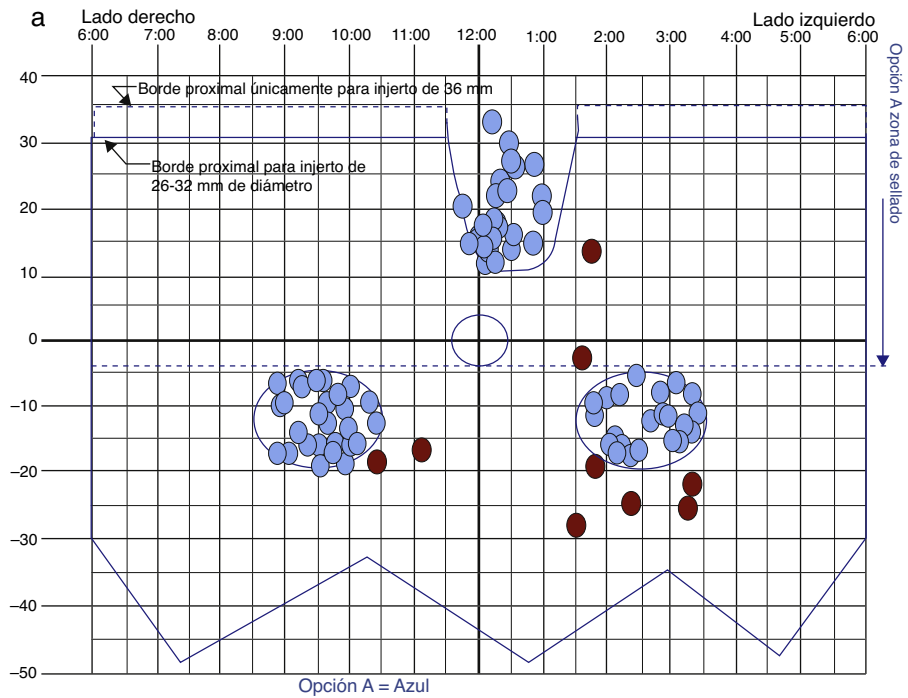 a
Lado derecho
Lado izquierdo
6:00 7:00 8:00 9:00 10:00 11:00 12:00 1:00 2:00 3:00 4:00 5:00 6:00
40
Borde proximal únicamente para injerto de 36 mm
30
Borde proximal para injerto de
26-32 mm de diámetro
20
10
0
–10
–20
–30
–40
–50
Opción A zona de sellado
Opción A = Azul